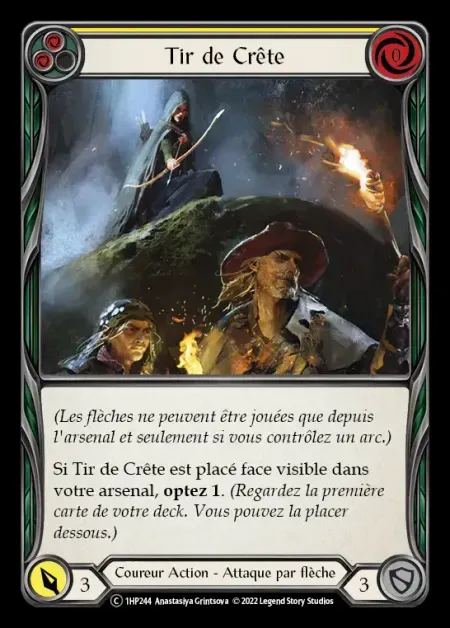 Tir de Crête
0
(Les flèches ne peuvent être jouées que depuis
l'arsenal et seulement si vous contrôlez un arc.)
Si Tir de Crête est placé face visible dans
votre arsenal, optez 1. (Regardez la première
carte de votre deck. Vous pouvez la placer
dessous.)
3
Coureur Action - Attaque par flèche
3
C 1HP244 Anastasiya Grintsova © 2022 Legend Story Studios